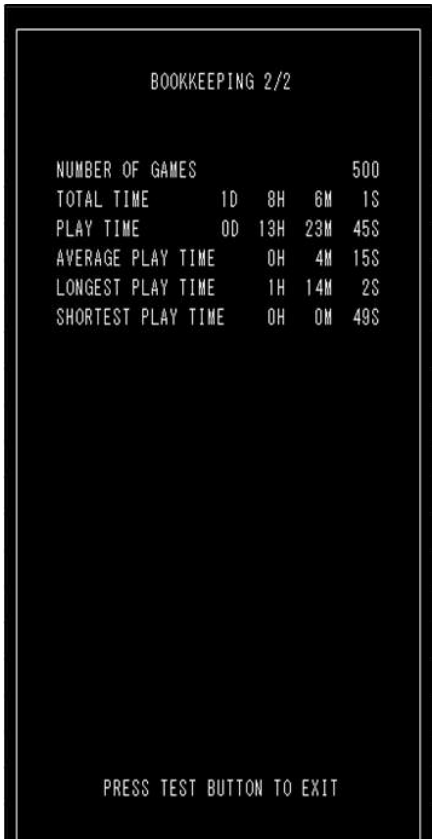 BOOKKEEPING 2/2
NUMBER OF GAMES 500
TOTAL TIME 1D 8H 6M 1S
PLAY TIME 0D 13H 23M 45S
AVERAGE PLAY TIME 0H 4M 15S
LONGEST PLAY TIME 1H 14M 2S
SHORTEST PLAY TIME 0H 0M 49S
PRESS TEST BUTTON TO EXIT